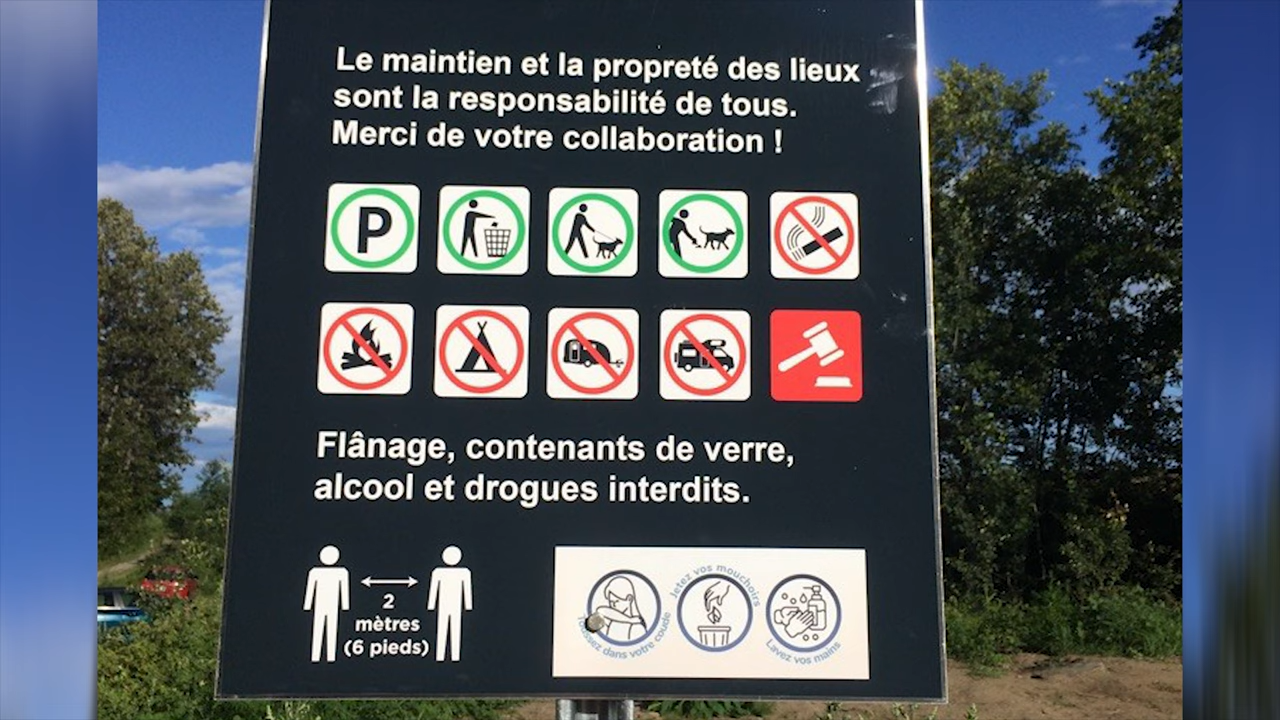 Le maintien et la propreté des lieux
sont la responsabilité de tous.
Merci de votre collaboration !
P
Flânage, contenants de verre,
alcool et drogues interdits.
2
mètres
(6 pieds)
Toussez dans votre coude
Jetez vos mouchoirs
Lavez vos mains